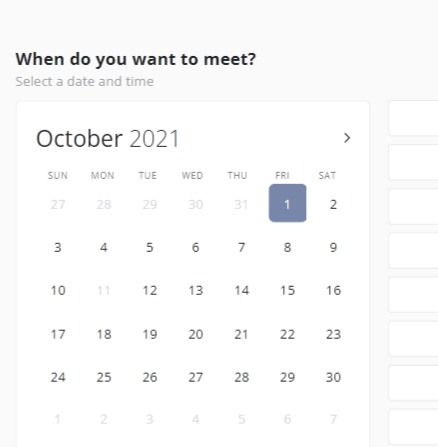 When do you want to meet?
Select a date and time
October 2021
SUN MON TUE WED THU FRI SAT
27 28 29 30 31 1 2
3 4 5 6 7 8 9
10 11 12 13 14 15 16
17 18 19 20 21 22 23
24 25 26 27 28 29 30
1 2 3 4 5 6 7